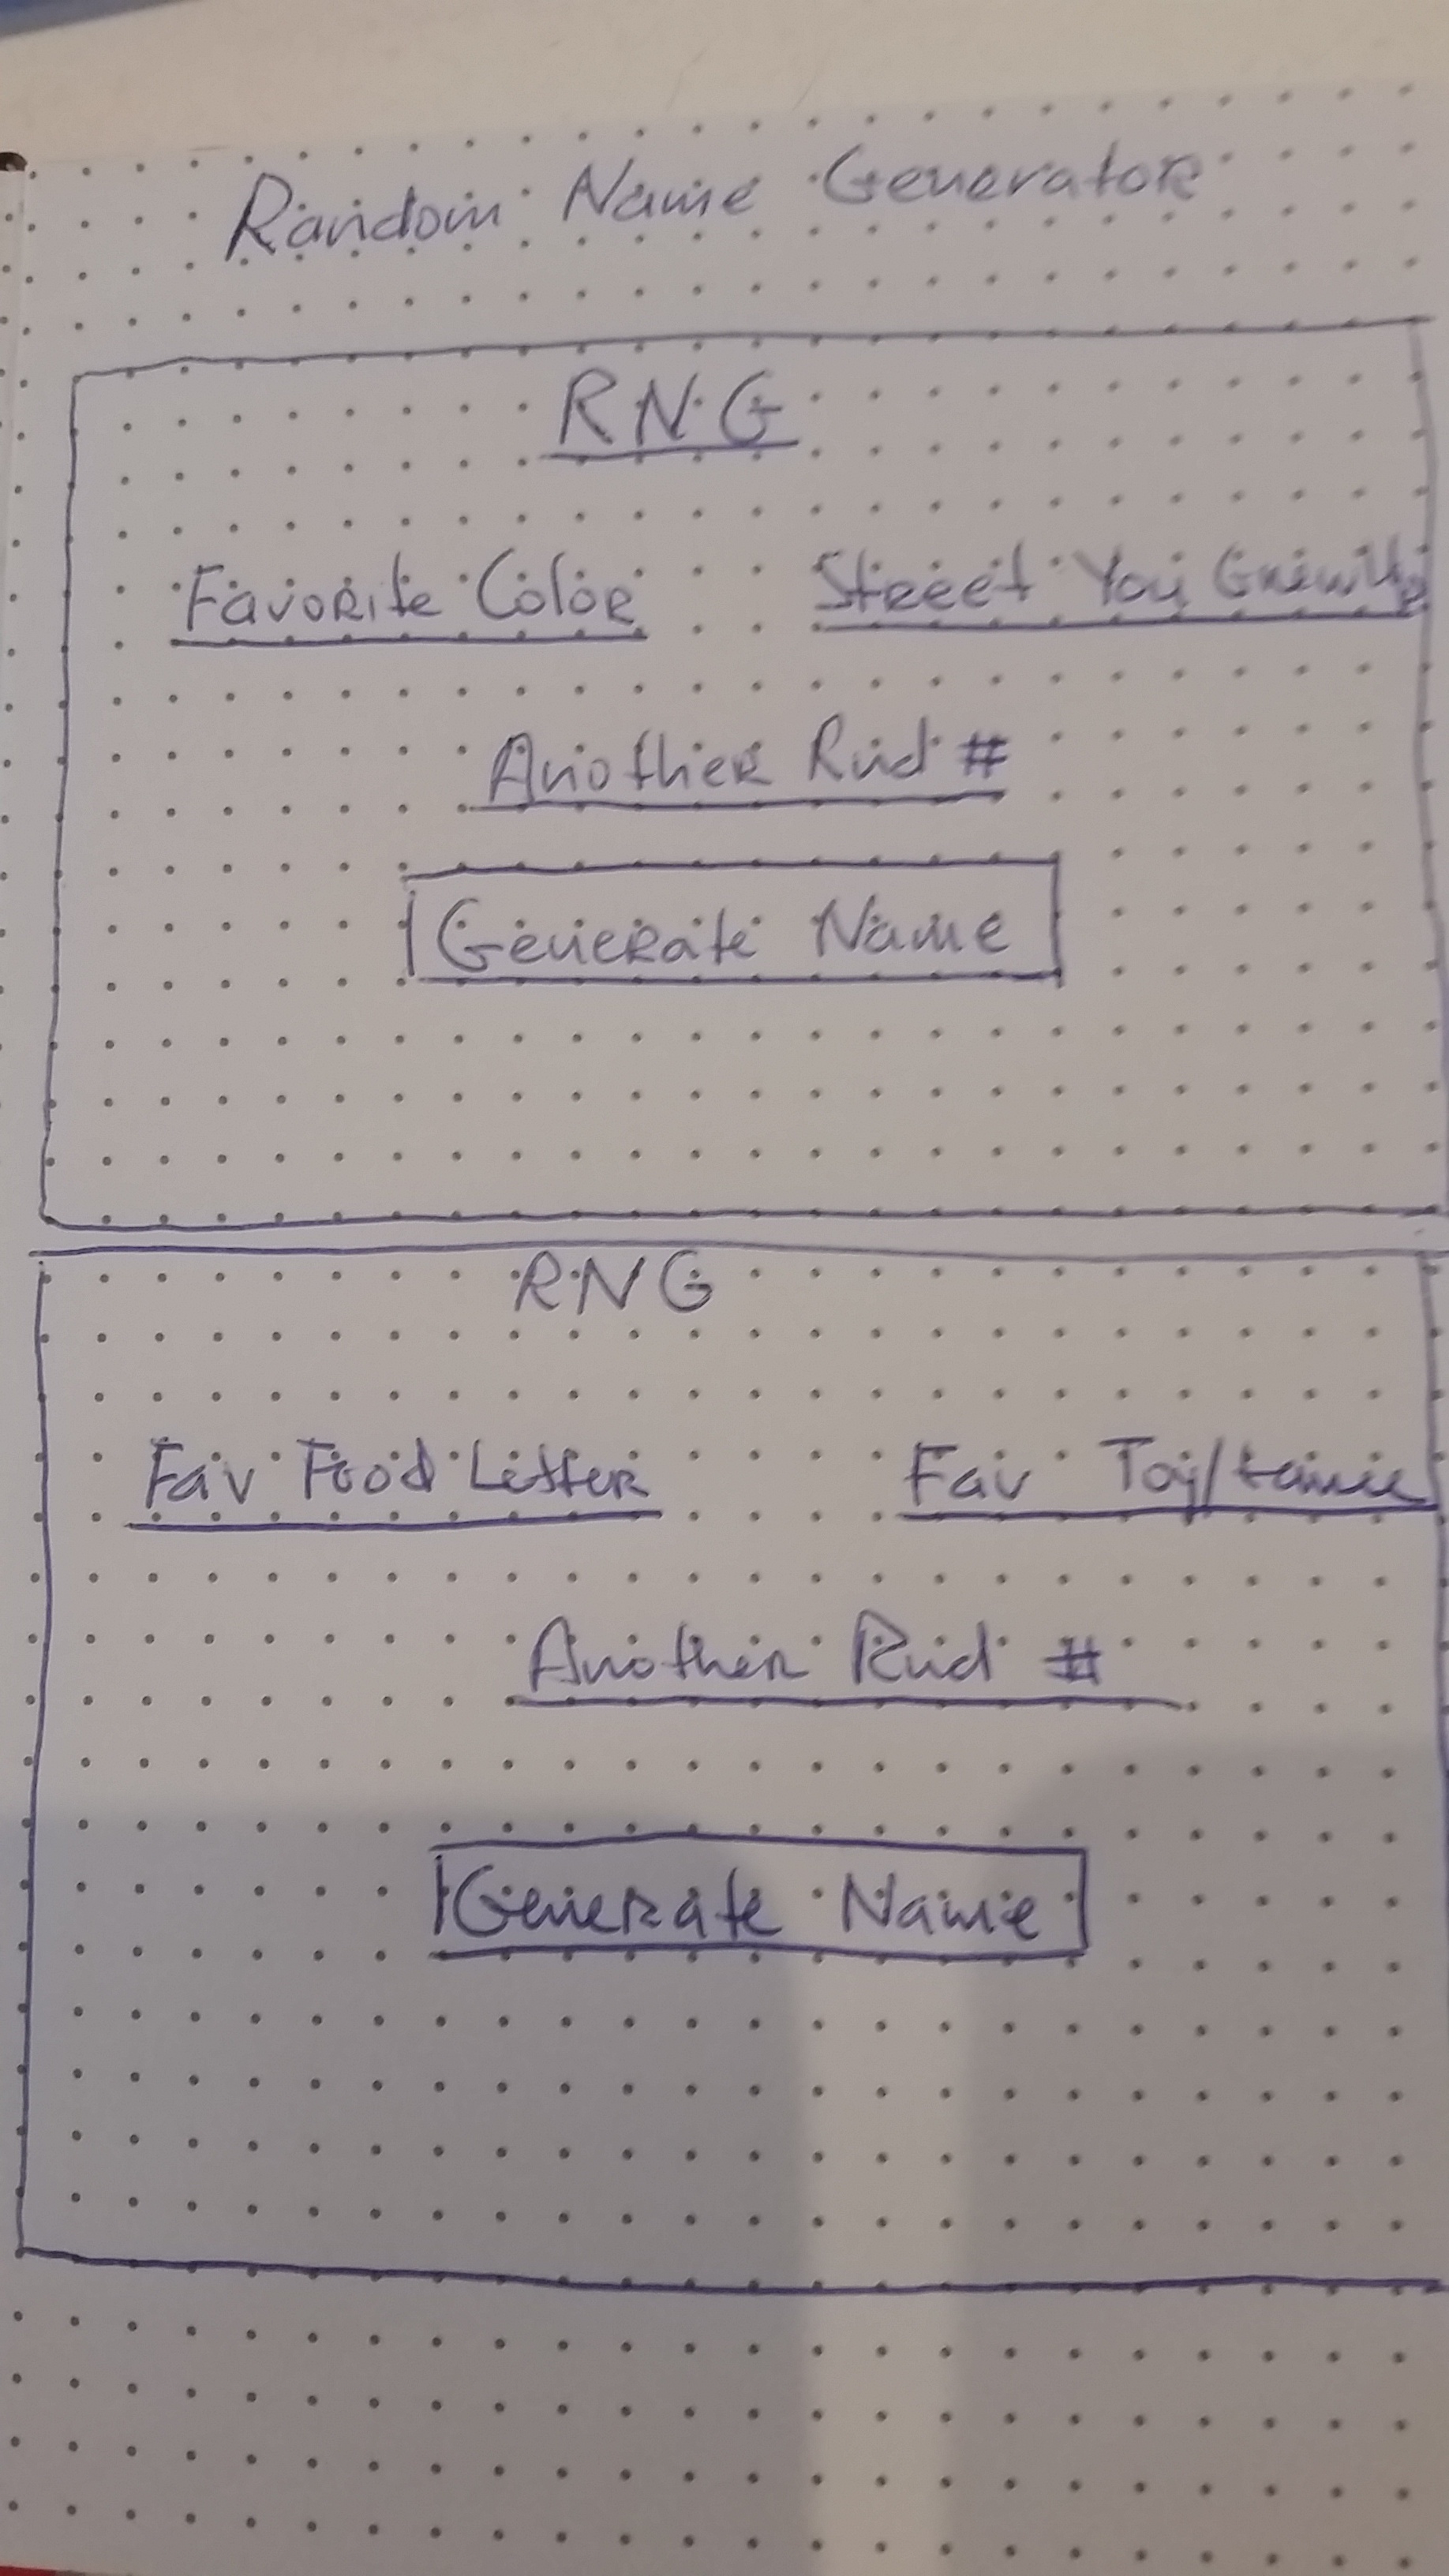 Random Name Generator
RNG
Favorite Color Street You Grew Up
Another Rnd #
Generate Name
RNG
Fav Food Letter Fav Toy/
Another Rnd #
Generate Name